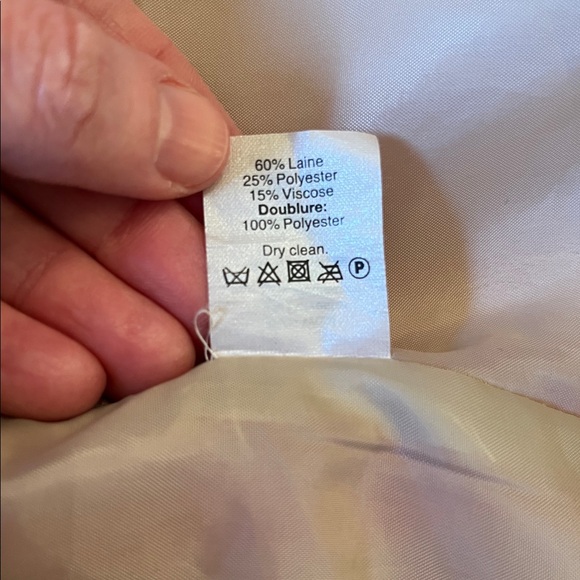 60% Laine
25% Polyester
15% Viscose
Doublure:
100% Polyester
Dry clean.
P